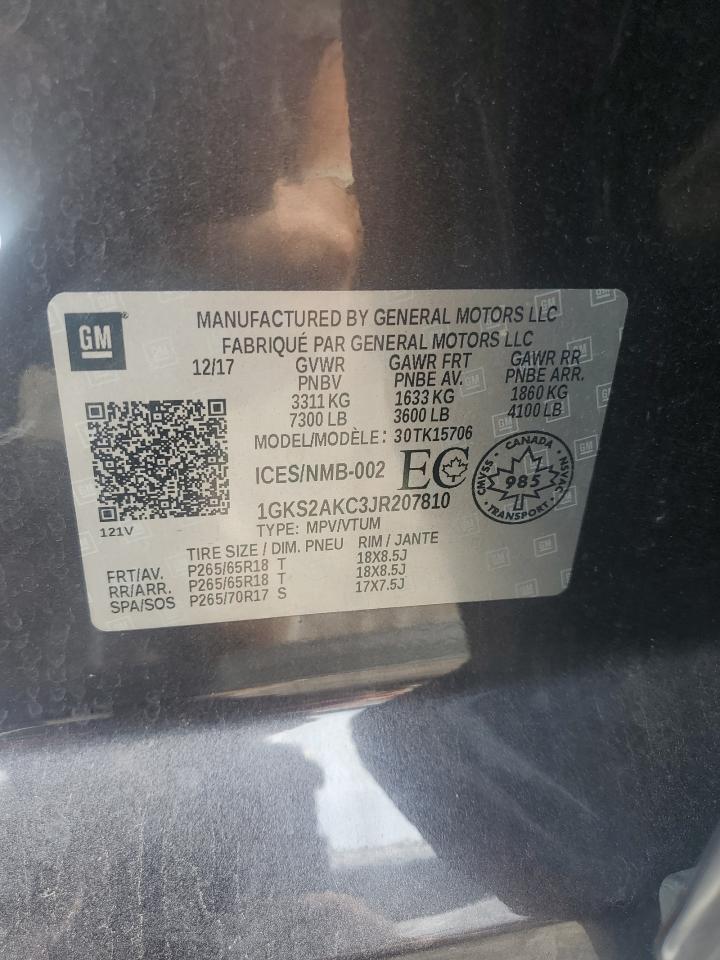 GM
MANUFACTURED BY GENERAL MOTORS LLC
FABRIQUÉ PAR GENERAL MOTORS LLC
12/17 GVWR GAWR FRT GAWR RR
PNBV PNBE AV. PNBE ARR.
3311 KG 1633 KG 1860 KG
7300 LB 3600 LB 4100 LB
MODEL/MODÈLE: 30TK15706
ICES/NMB-002 EC
CANADA
CMVSS 985 NSVAC
TRANSPORT
1GKS2AKC3JR207810
121V
TYPE: MPV/VTUM
TIRE SIZE / DIM. PNEU RIM / JANTE
FRT/AV. P265/65R18 T 18X8.5J
RR/ARR. P265/65R18 T 18X8.5J
SPA/SOS P265/70R17 S 17X7.5J